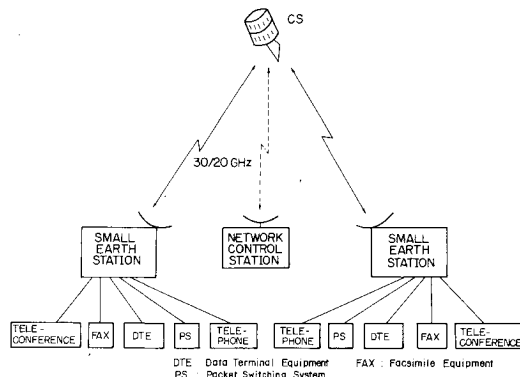 CS
30/20 GHz
SMALL
EARTH
STATION
NETWORK
CONTROL
STATION
SMALL
EARTH
STATION
TELE-
CONFERENCE
FAX
DTE
PS
TELE-
PHONE
TELE-
PHONE
PS
DTE
FAX
TELE-
CONFERENCE
DTE Data Terminal Equipment FAX : Facsimile Equipment
PS : Packet Switching System